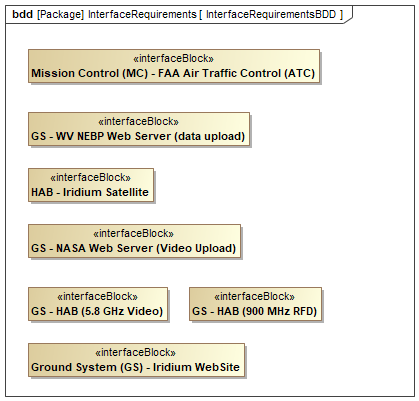 bdd [Package] InterfaceRequirements [ InterfaceRequirementsBDD ]
«interfaceBlock»
Mission Control (MC) - FAA Air Traffic Control (ATC)
«interfaceBlock»
GS - WV NEBP Web Server (data upload)
«interfaceBlock»
HAB - Iridium Satellite
«interfaceBlock»
GS - NASA Web Server (Video Upload)
«interfaceBlock»
GS - HAB (5.8 GHz Video)
«interfaceBlock»
GS - HAB (900 MHz RFD)
«interfaceBlock»
Ground System (GS) - Iridium WebSite